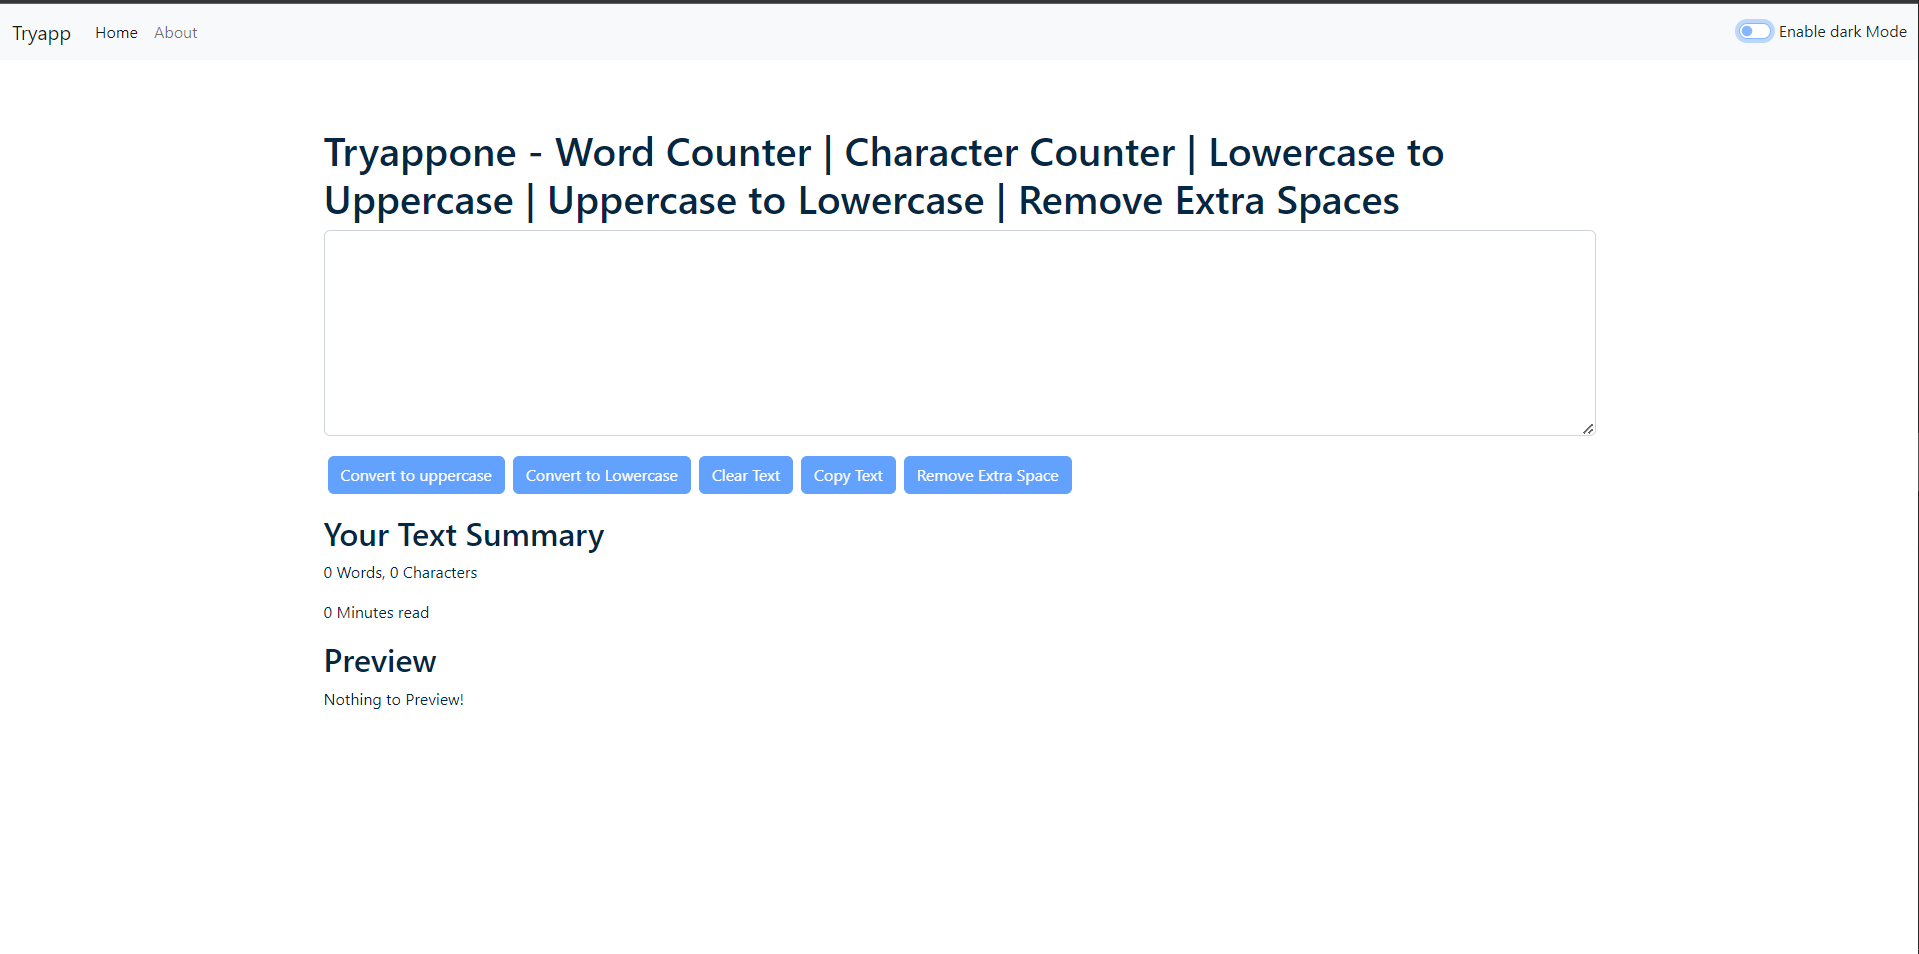 Tryapp Home About Enable dark Mode
Tryappone - Word Counter | Character Counter | Lowercase to
Uppercase | Uppercase to Lowercase | Remove Extra Spaces
Convert to uppercase Convert to Lowercase Clear Text Copy Text Remove Extra Space
Your Text Summary
0 Words, 0 Characters
0 Minutes read
Preview
Nothing to Preview!